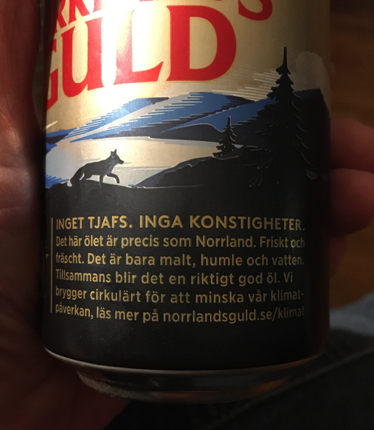 GULD
INGET TJAFS. INGA KONSTIGHETER.
Det här ölet är precis som Norrland. Friskt och
fräscht. Det är bara malt, humle och vatten.
Tillsammans blir det en riktigt god öl. Vi
brygger cirkulärt för att minska vår klimat-
påverkan, läs mer på norrlandsguld.se/klimat